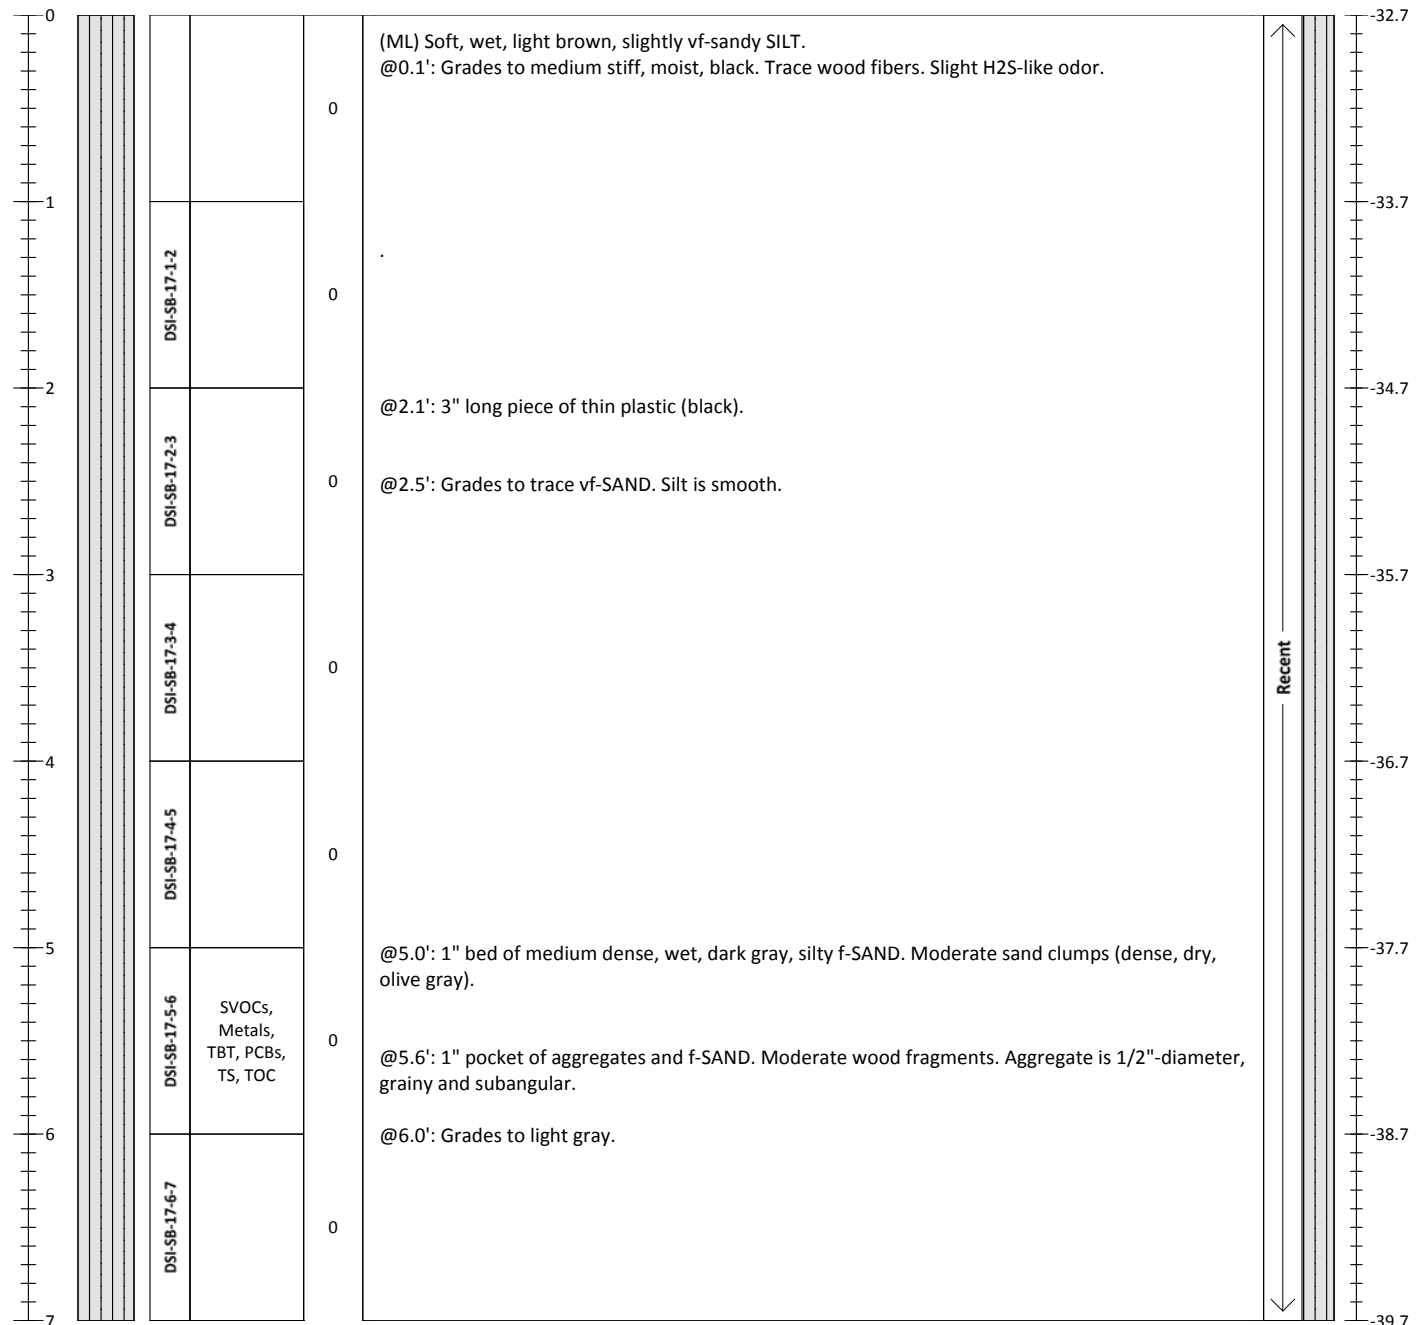 0
-32.7
(ML) Soft, wet, light brown, slightly vf-sandy SILT.
@0.1': Grades to medium stiff, moist, black. Trace wood fibers. Slight H2S-like odor.
0
1
-33.7
DSI-SB-17-1-2
.
0
2
-34.7
@2.1': 3" long piece of thin plastic (black).
DSI-SB-17-2-3
0
@2.5': Grades to trace vf-SAND. Silt is smooth.
3
-35.7
DSI-SB-17-3-4
0
Recent
4
-36.7
DSI-SB-17-4-5
0
5
-37.7
@5.0': 1" bed of medium dense, wet, dark gray, silty f-SAND. Moderate sand clumps (dense, dry,
olive gray).
DSI-SB-17-5-6
SVOCs,
Metals,
TBT, PCBs,
TS, TOC
0
@5.6': 1" pocket of aggregates and f-SAND. Moderate wood fragments. Aggregate is 1/2"-diameter,
grainy and subangular.
6
-38.7
@6.0': Grades to light gray.
DSI-SB-17-6-7
0
7
-39.7